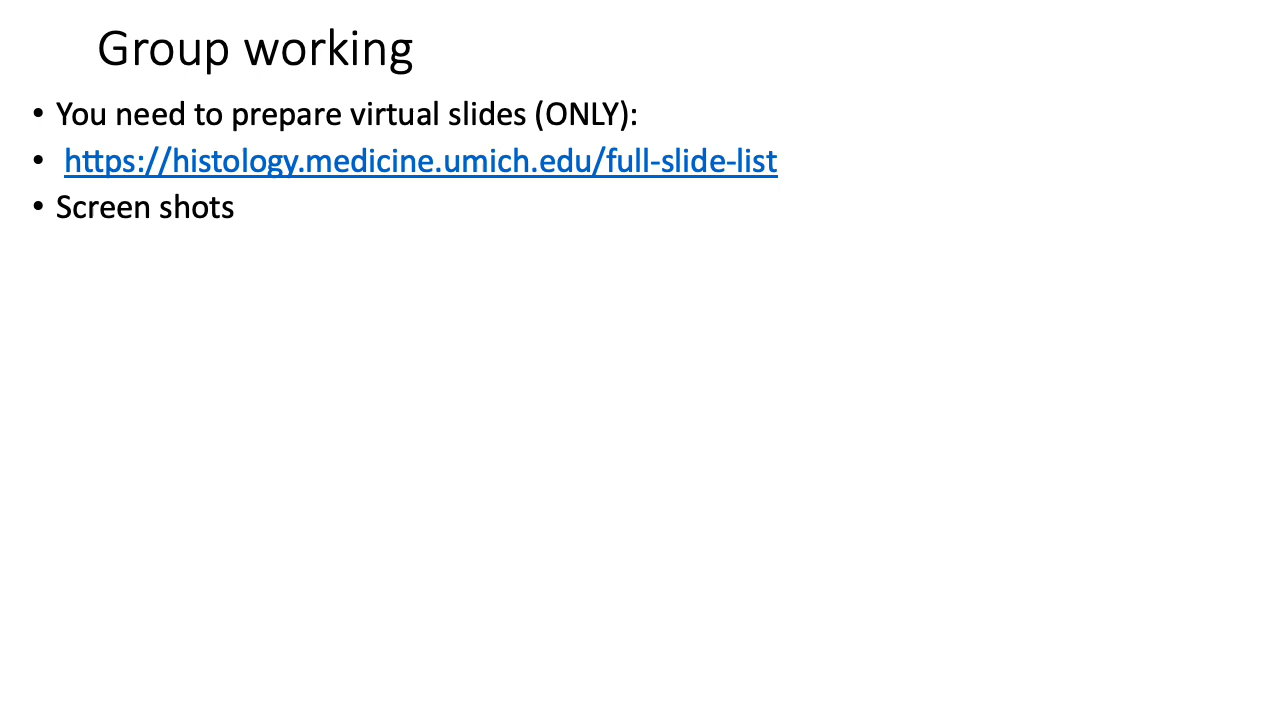 Group working
• You need to prepare virtual slides (ONLY):
• https://histology.medicine.umich.edu/full-slide-list
• Screen shots